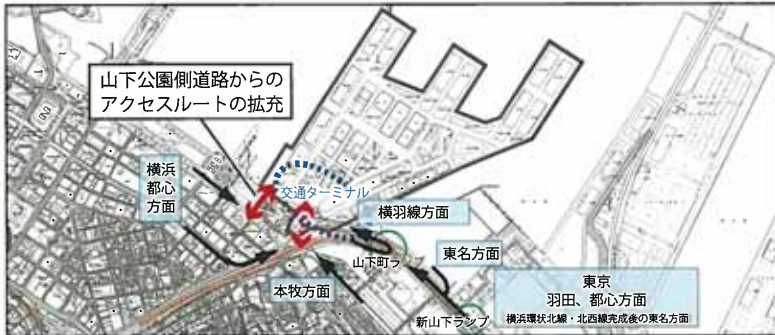 山下公園側道路からの
アクセスルートの拡充
横浜
都心
方面
交通ターミナル
横羽線方面
山下町ラ
東名方面
本牧方面
新山下ランプ
東京
羽田、都心方面
横浜環状北線・北西線完成後の東名方面